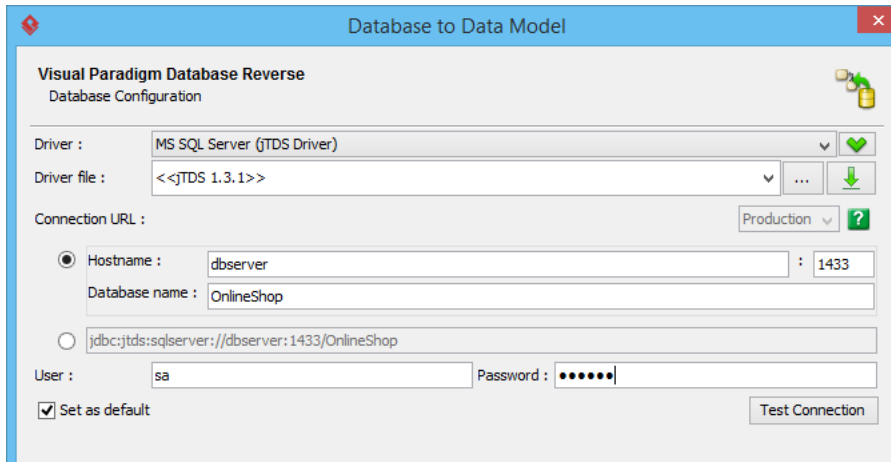 Database to Data Model
Visual Paradigm Database Reverse
Database Configuration
Driver : MS SQL Server (jTDS Driver)
Driver file : <<jTDS 1.3.1>> ...
Connection URL : Production ?
Hostname : dbserver : 1433
Database name : OnlineShop
jdbc:jtds:sqlserver://dbserver:1433/OnlineShop
User : sa Password : ●●●●●●
Set as default Test Connection